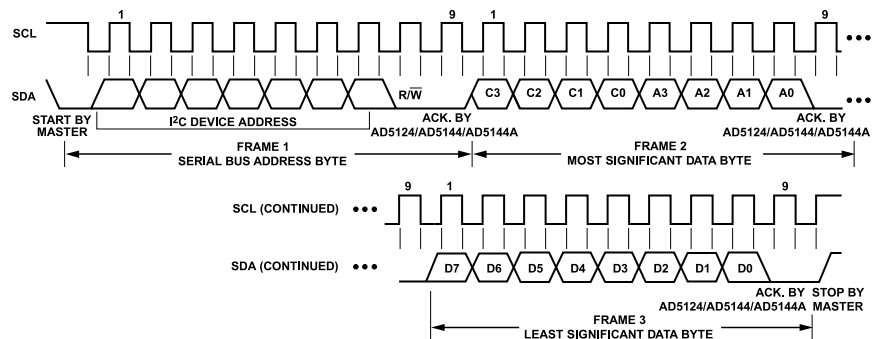 1 9 1 9
SCL
SDA R/W̅ C3 C2 C1 C0 A3 A2 A1 A0
START BY MASTER
I²C DEVICE ADDRESS
ACK. BY
AD5124/AD5144/AD5144A
ACK. BY
AD5124/AD5144/AD5144A
FRAME 1
SERIAL BUS ADDRESS BYTE
FRAME 2
MOST SIGNIFICANT DATA BYTE
9 1 9
SCL (CONTINUED)
SDA (CONTINUED) D7 D6 D5 D4 D3 D2 D1 D0
ACK. BY
AD5124/AD5144/AD5144A
STOP BY
MASTER
FRAME 3
LEAST SIGNIFICANT DATA BYTE